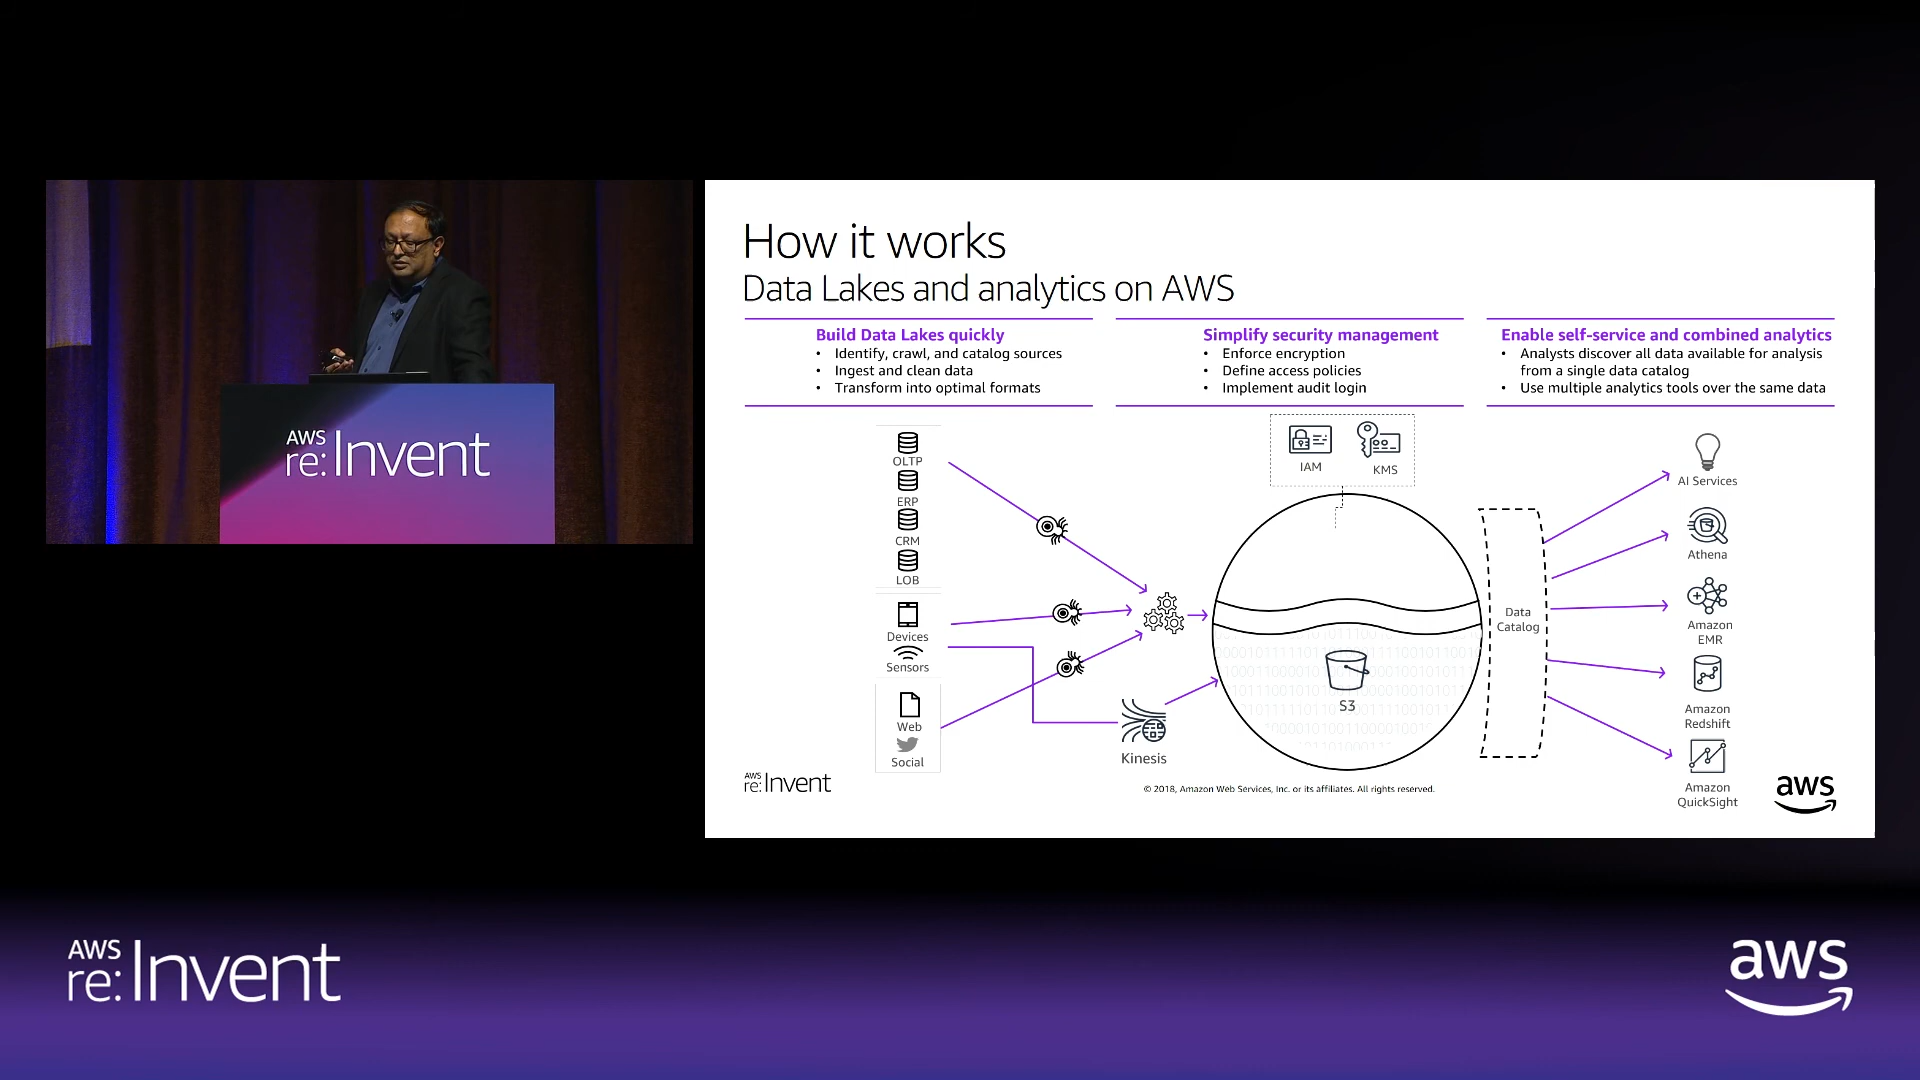 AWS
re:Invent
How it works
Data Lakes and analytics on AWS
Build Data Lakes quickly
• Identify, crawl, and catalog sources
• Ingest and clean data
• Transform into optimal formats
Simplify security management
• Enforce encryption
• Define access policies
• Implement audit login
Enable self-service and combined analytics
• Analysts discover all data available for analysis
from a single data catalog
• Use multiple analytics tools over the same data
OLTP
ERP
CRM
LOB
Devices
Sensors
Web
Social
Kinesis
IAM
KMS
S3
Data
Catalog
AI Services
Athena
Amazon
EMR
Amazon
Redshift
Amazon
QuickSight
AWS
re:Invent
© 2018, Amazon Web Services, Inc. or its affiliates. All rights reserved.
aws
AWS
re:Invent
aws